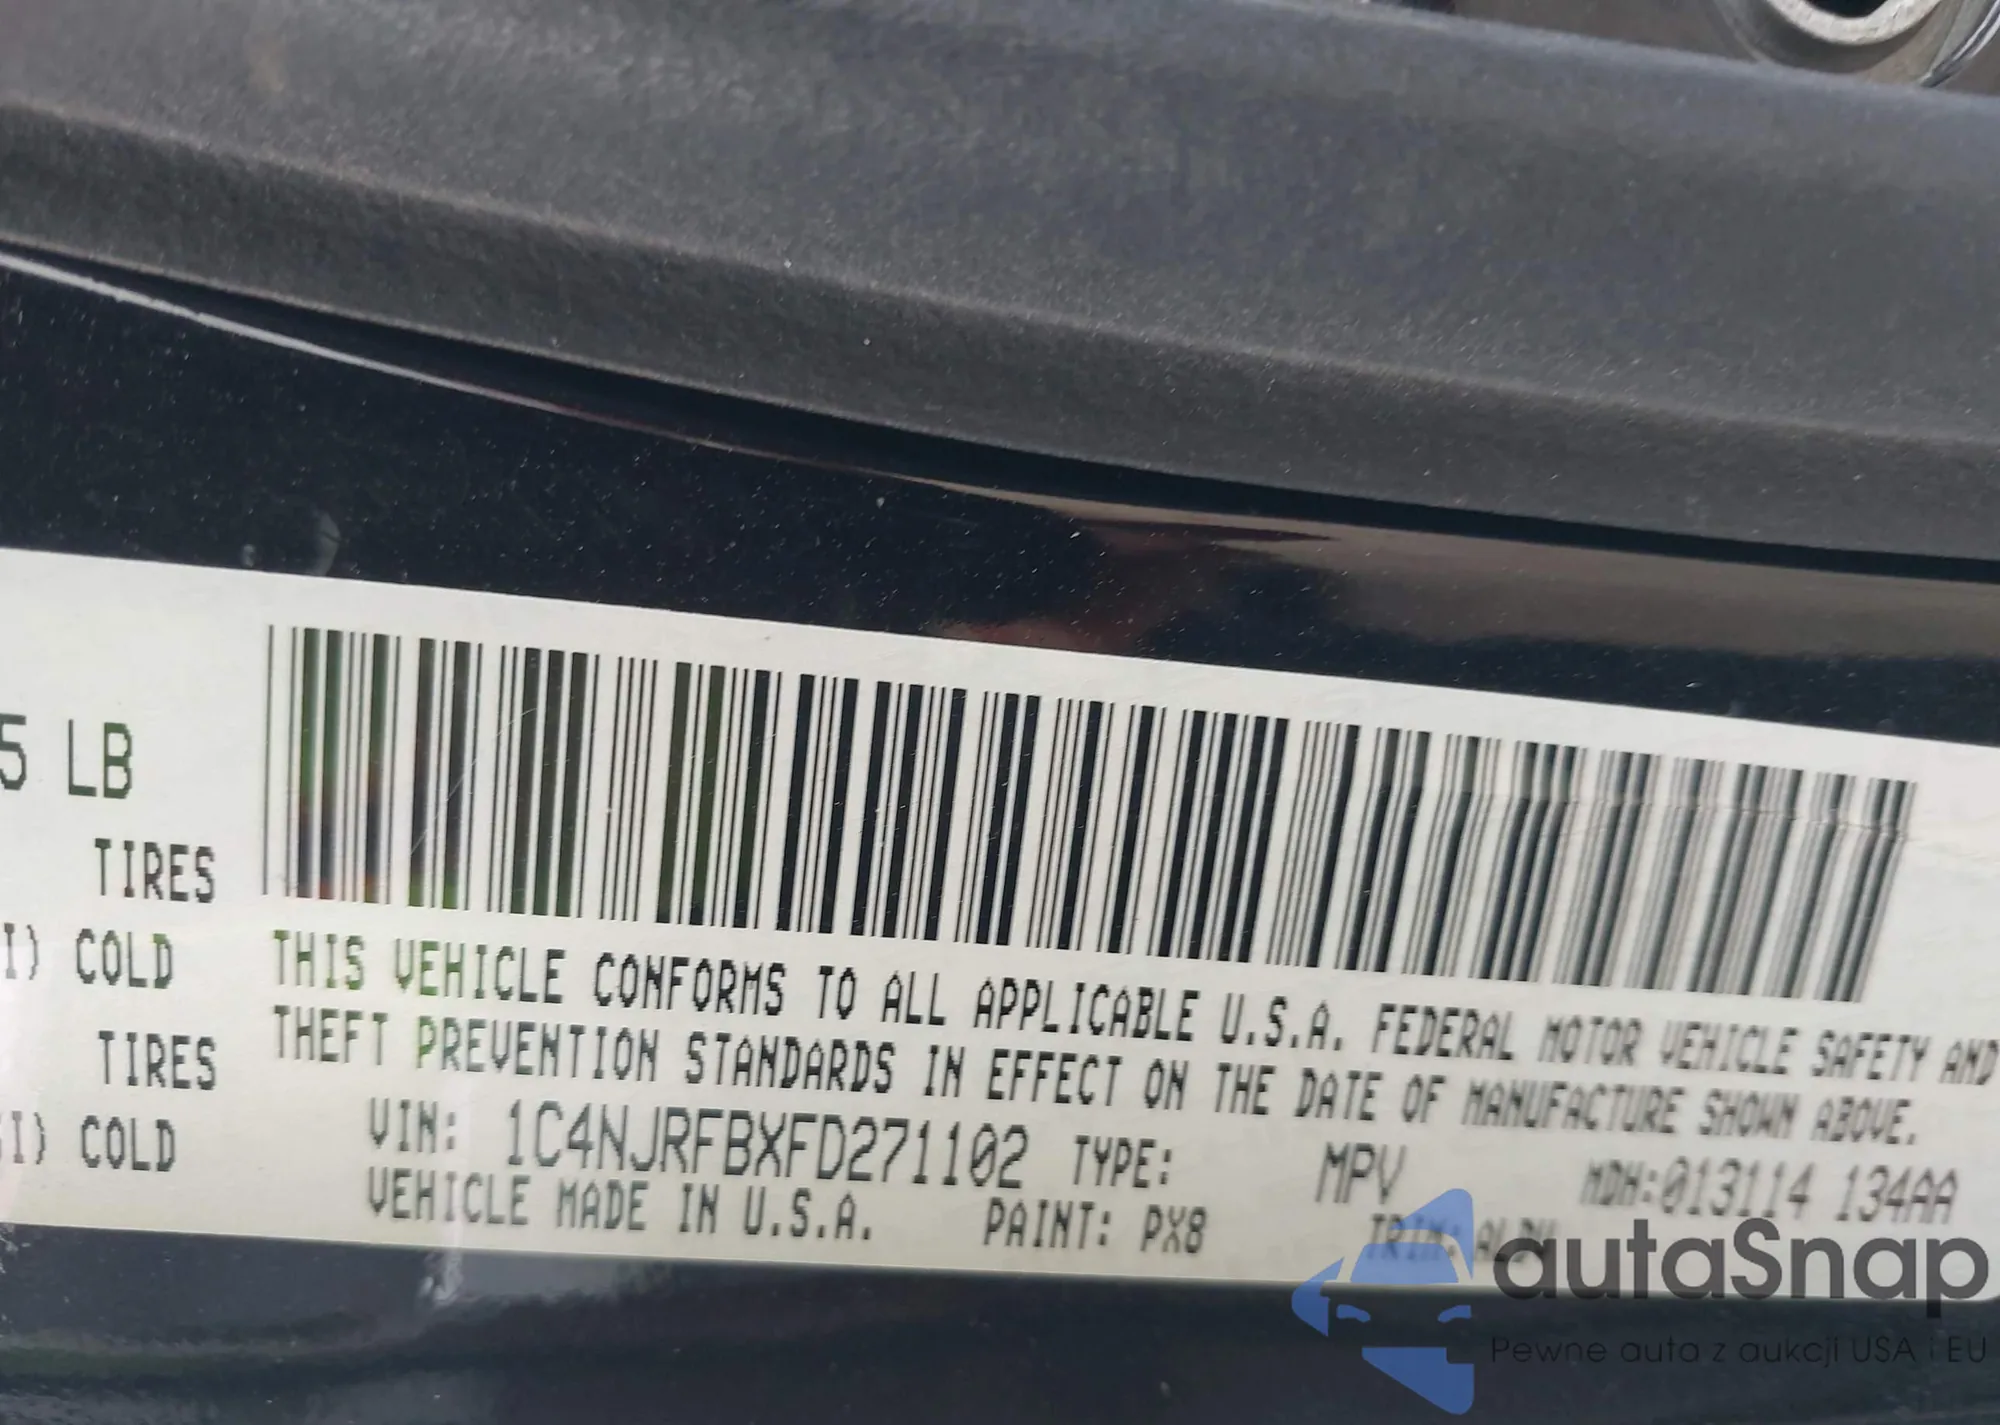 5 LB
TIRES
I) COLD
TIRES
I) COLD
THIS VEHICLE CONFORMS TO ALL APPLICABLE U.S.A. FEDERAL MOTOR VEHICLE SAFETY AND
THEFT PREVENTION STANDARDS IN EFFECT ON THE DATE OF MANUFACTURE SHOWN ABOVE.
VIN: 1C4NJRFBXFD271102 TYPE: MPV MDH:013114 134AA
VEHICLE MADE IN U.S.A. PAINT: PX8 TRIM:
autaSnap
Pewne auta z aukcji USA i EU